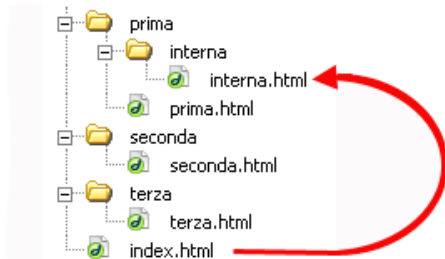 prima
interna
interna.html
prima.html
seconda
seconda.html
terza
terza.html
index.html